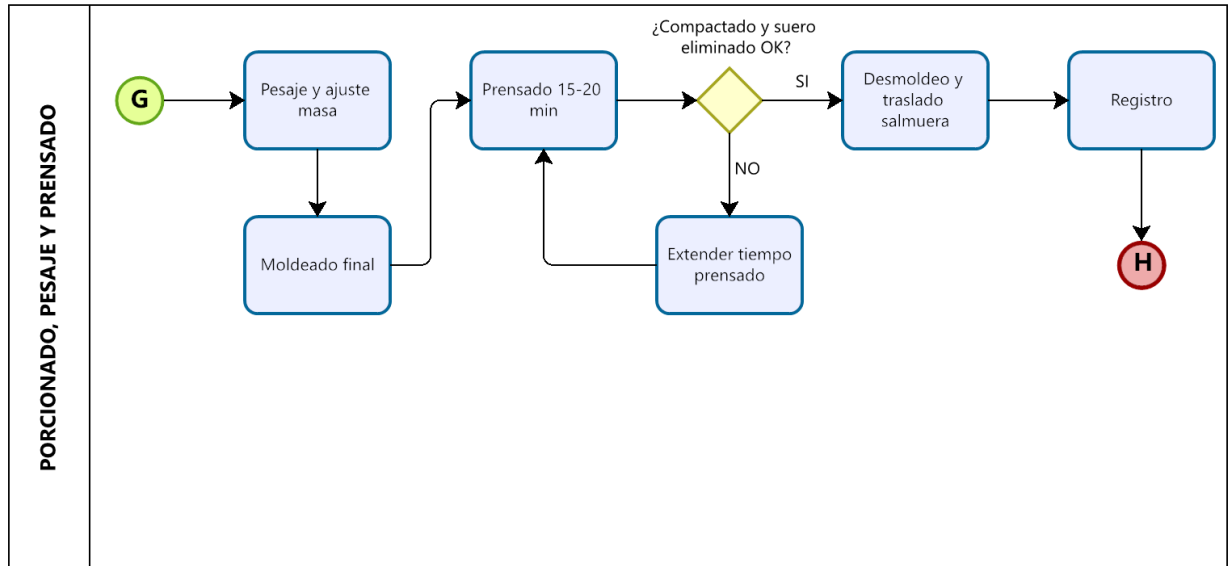 PORCIONADO, PESAJE Y PRENSADO
G
Pesaje y ajuste
masa
Moldeado final
Prensado 15-20
min
¿Compactado y suero
eliminado OK?
SI
NO
Extender tiempo
prensado
Desmoldeo y
traslado
salmuera
Registro
H